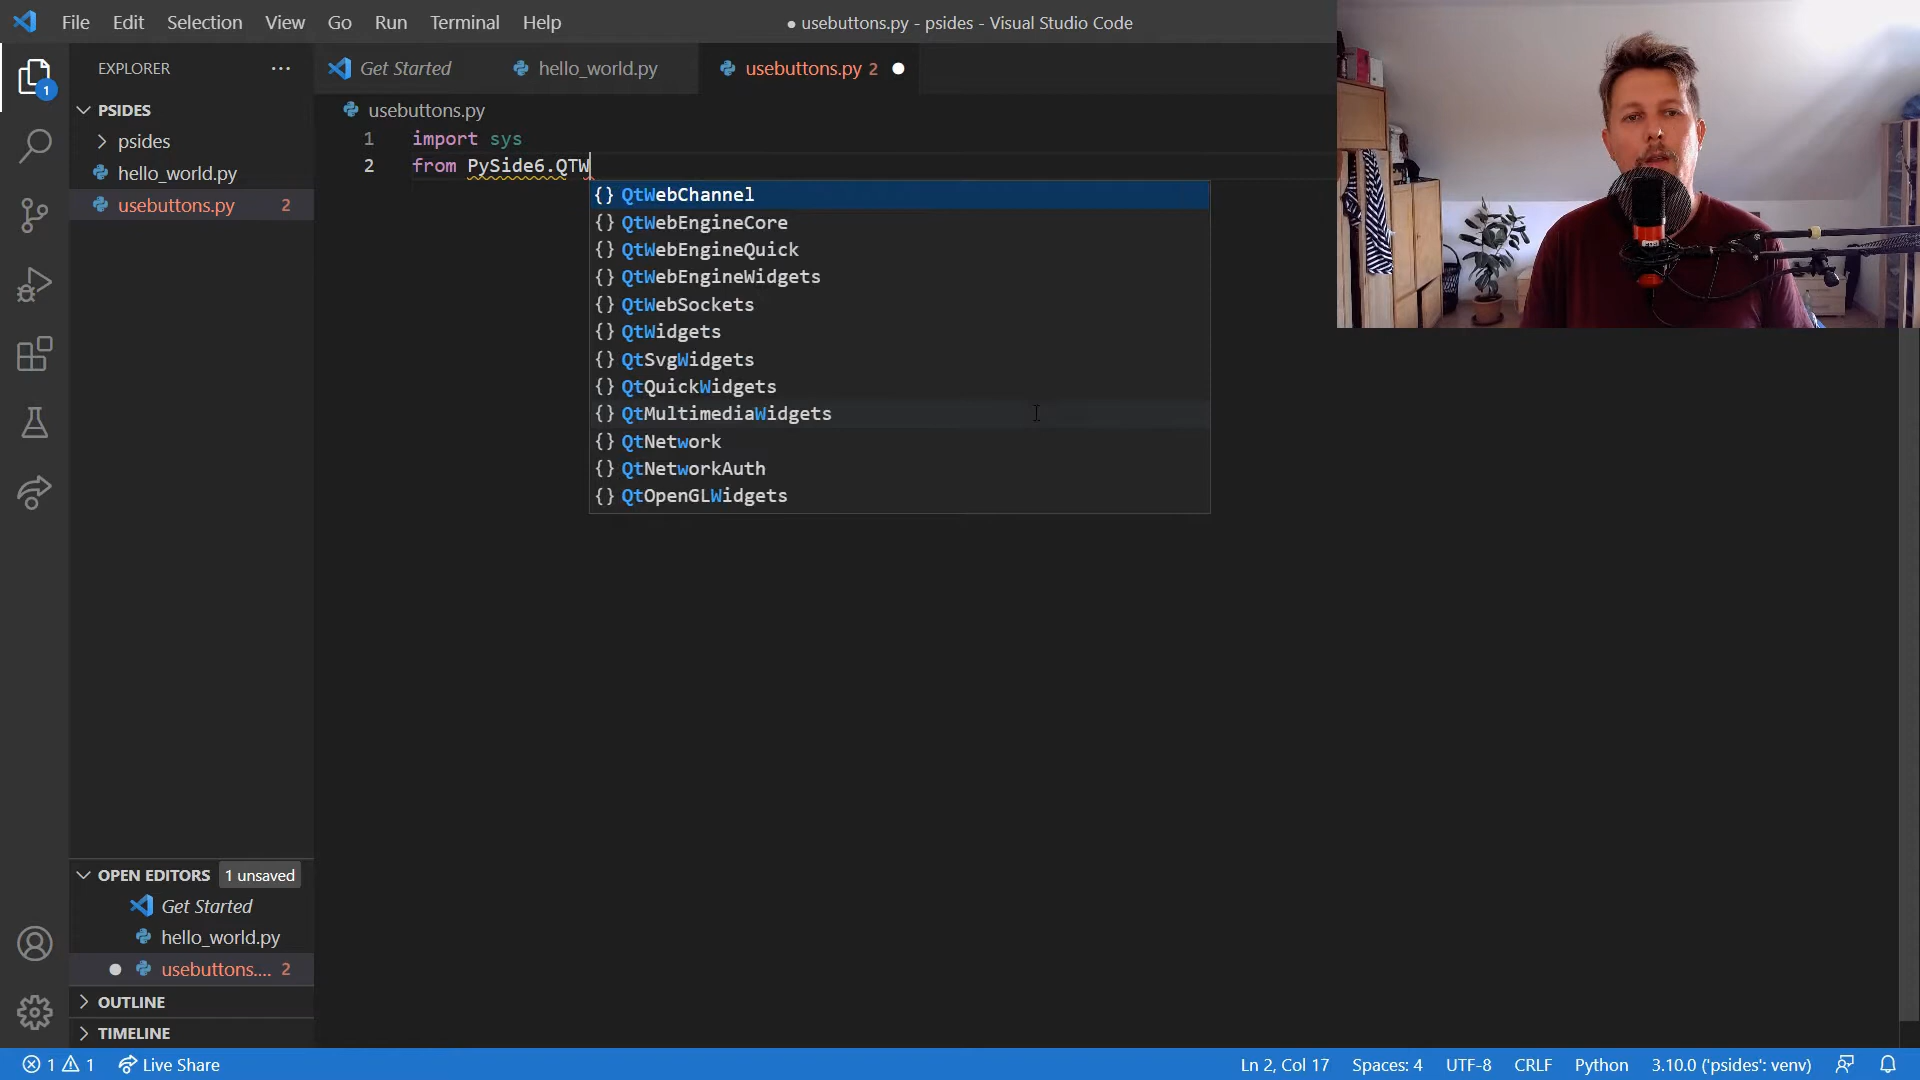 File Edit Selection View Go Run Terminal Help
● usebuttons.py - psides - Visual Studio Code
EXPLORER ...
Get Started
hello_world.py
usebuttons.py 2 ●
PSIDES
psides
hello_world.py
usebuttons.py 2
usebuttons.py
1 import sys
2 from PySide6.QTW
{} QtWebChannel
{} QtWebEngineCore
{} QtWebEngineQuick
{} QtWebEngineWidgets
{} QtWebSockets
{} QtWidgets
{} QtSvgWidgets
{} QtQuickWidgets
{} QtMultimediaWidgets
{} QtNetwork
{} QtNetworkAuth
{} QtOpenGLWidgets
1
OPEN EDITORS 1 unsaved
Get Started
hello_world.py
● usebuttons.... 2
OUTLINE
TIMELINE
1 1 Live Share
Ln 2, Col 17 Spaces: 4 UTF-8 CRLF Python 3.10.0 ('psides': venv)